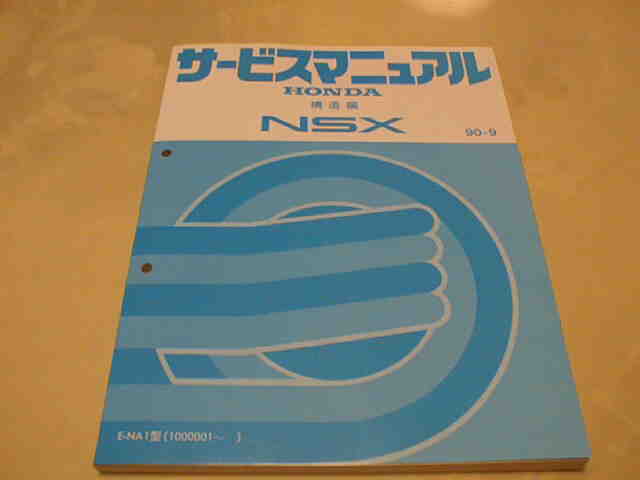 サービスマニュアル
HONDA
構造編
NSX
90-9
E-NA1型 (1000001~ )